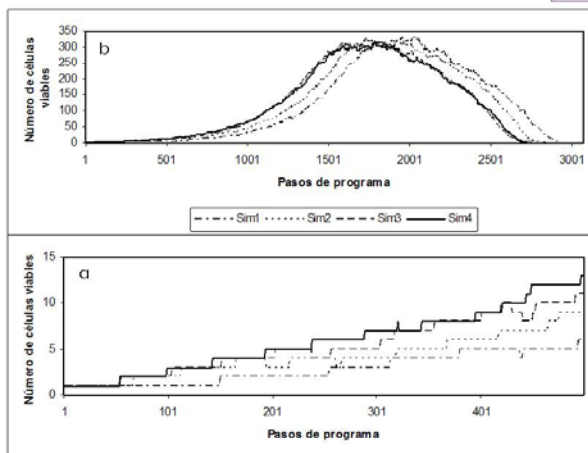 b
Número de células
viables
350
300
250
200
150
100
50
0
1 501 1001 1501 2001 2501 3001
Pasos de programa
Sim1 Sim2 Sim3 Sim4
a
Número de células viables
15
10
5
0
1 101 201 301 401
Pasos de programa